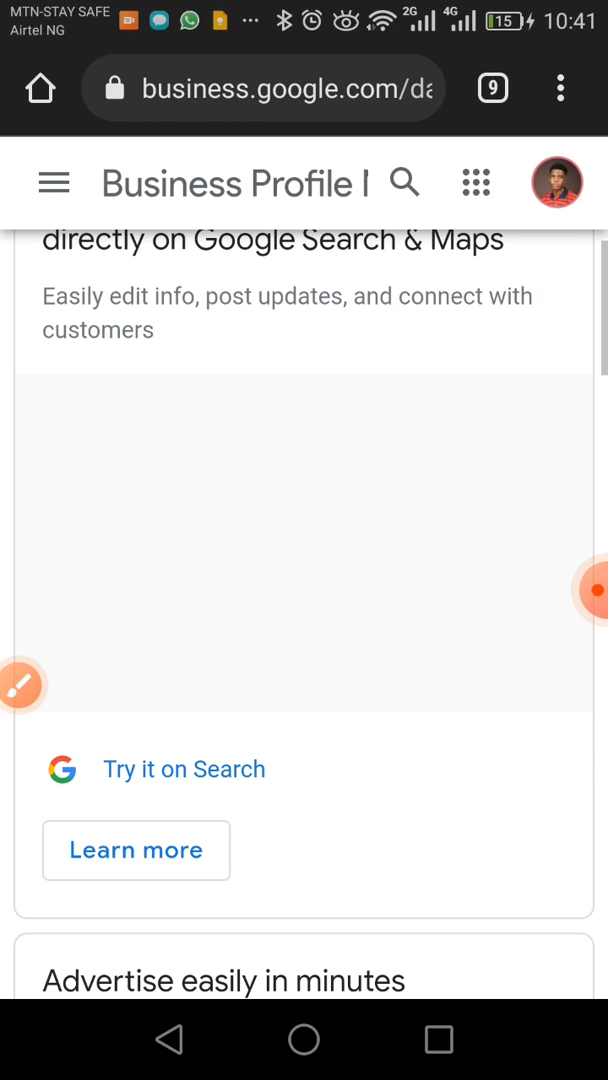 MTN-STAY SAFE
Airtel NG
2G
4G
15
10:41
business.google.com/da
9
Business Profile
directly on Google Search & Maps
Easily edit info, post updates, and connect with
customers
Try it on Search
Learn more
Advertise easily in minutes